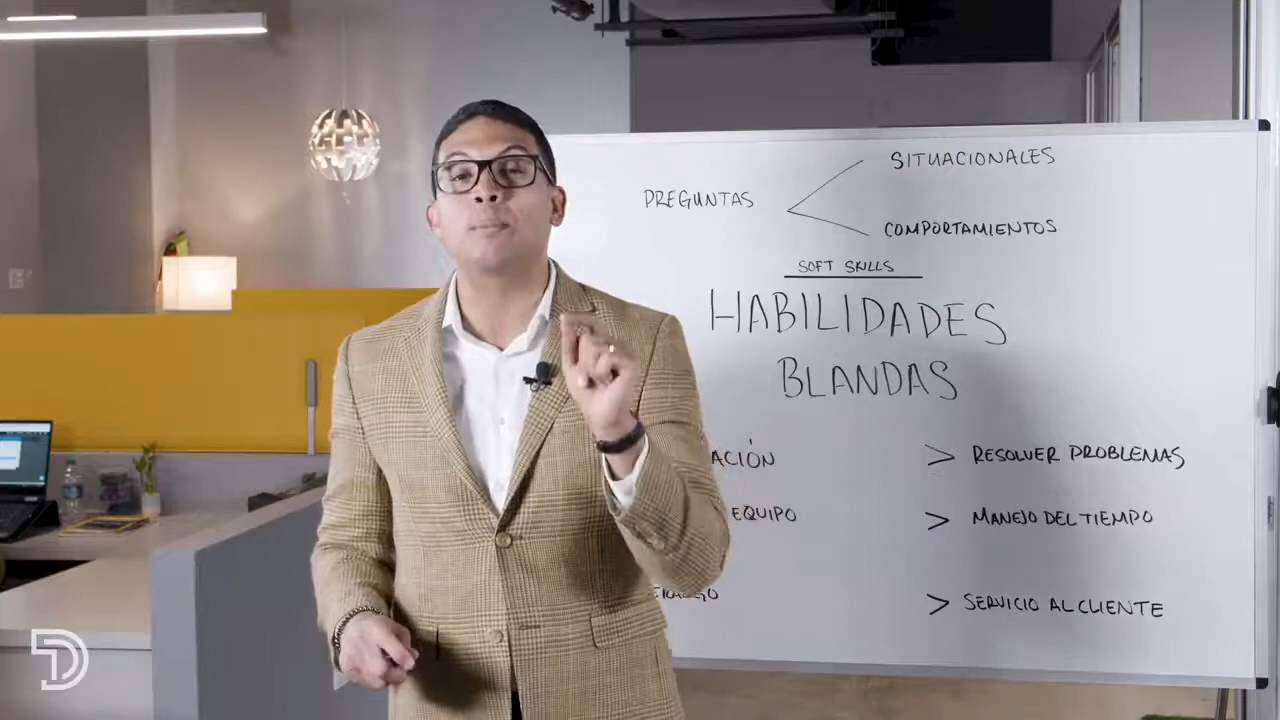 SITUACIONALES
PREGUNTAS
COMPORTAMIENTOS
SOFT SKILLS
HABILIDADES
BLANDAS
ACIÓN
> RESOLVER PROBLEMAS
EQUIPO
> MANEJO DEL TIEMPO
> SERVICIO AL CLIENTE